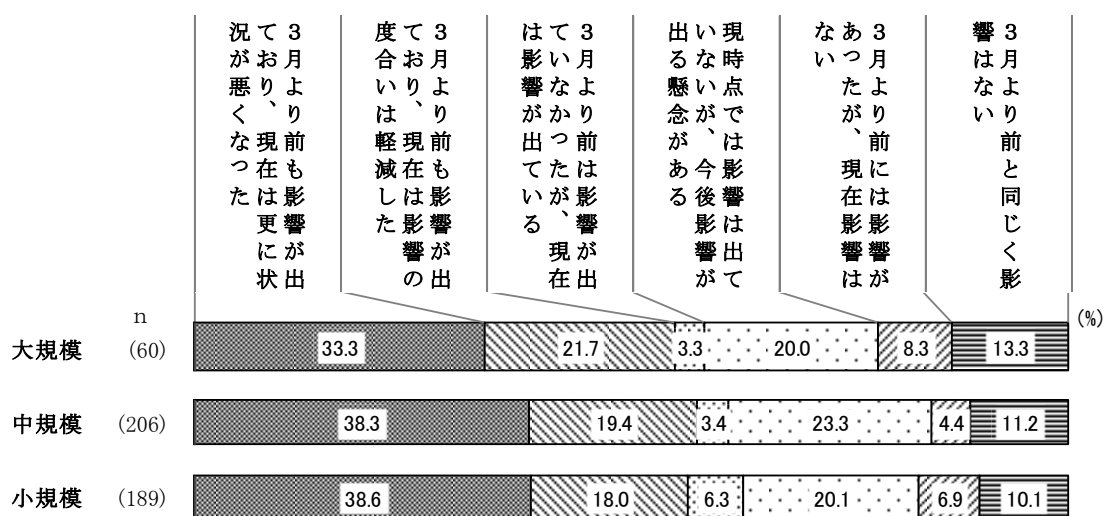 ３月より前も影響が出
ており、現在は更に状
況が悪くなった
３月より前も影響が出
ており、現在は影響の
度合いは軽減した
３月より前は影響が出
ていなかつたが、現在
は影響が出ている
現時点では影響は出て
いないが、今後影響が
出る懸念がある
３月より前には影響が
あったが、現在影響は
ない
３月より前と同じく影
響はない
n
(%)
大規模 (60) 33.3 21.7 3.3 20.0 8.3 13.3
中規模 (206) 38.3 19.4 3.4 23.3 4.4 11.2
小規模 (189) 38.6 18.0 6.3 20.1 6.9 10.1